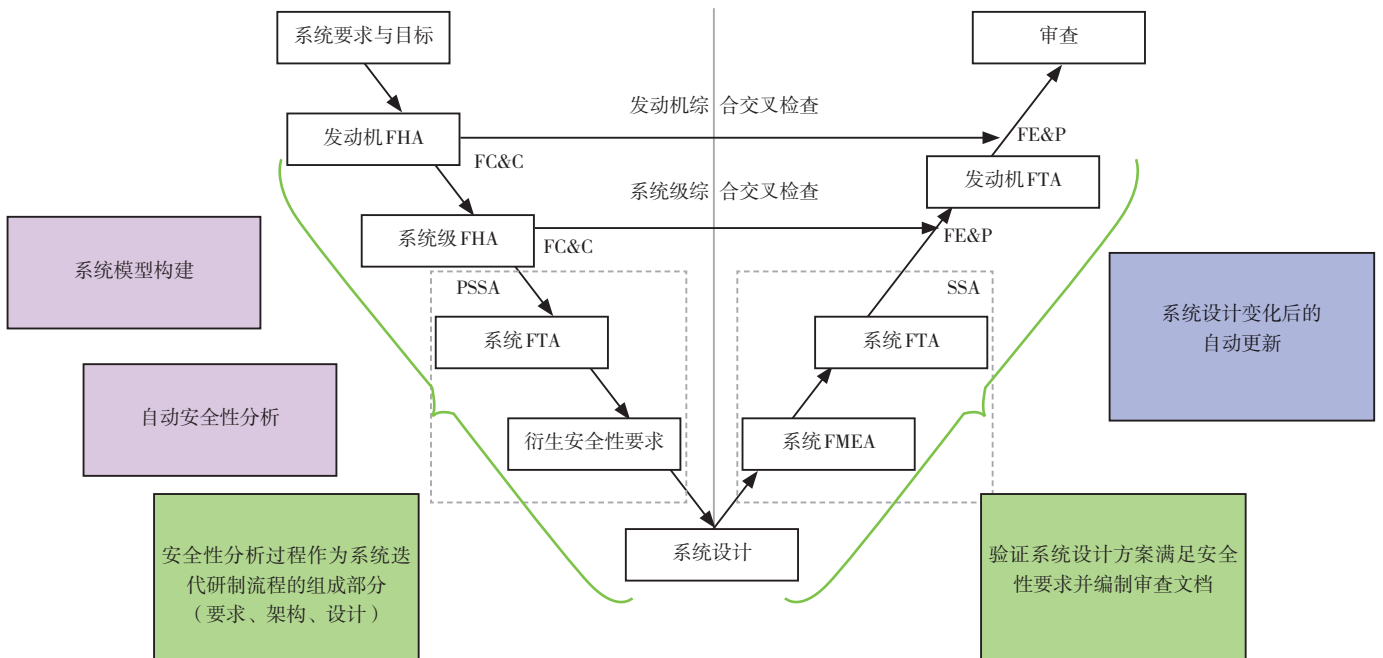 系统要求与目标
审查
发动机综合交叉检查
发动机FHA
FE&P
FC&C
发动机FTA
系统级综合交叉检查
系统级FHA
FC&C
FE&P
系统模型构建
PSSA
SSA
系统设计变化后的
自动更新
系统FTA
系统FTA
自动安全性分析
衍生安全性要求
系统FMEA
系统设计
安全性分析过程作为系统迭
代研制流程的组成部分
（要求、架构、设计）
验证系统设计方案满足安全
性要求并编制审查文档